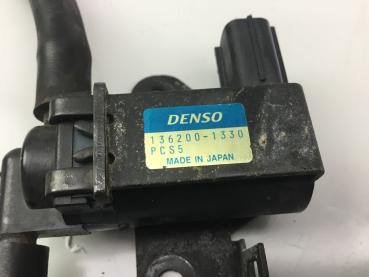 DENSO
136200-1330
PCS5
MADE IN JAPAN